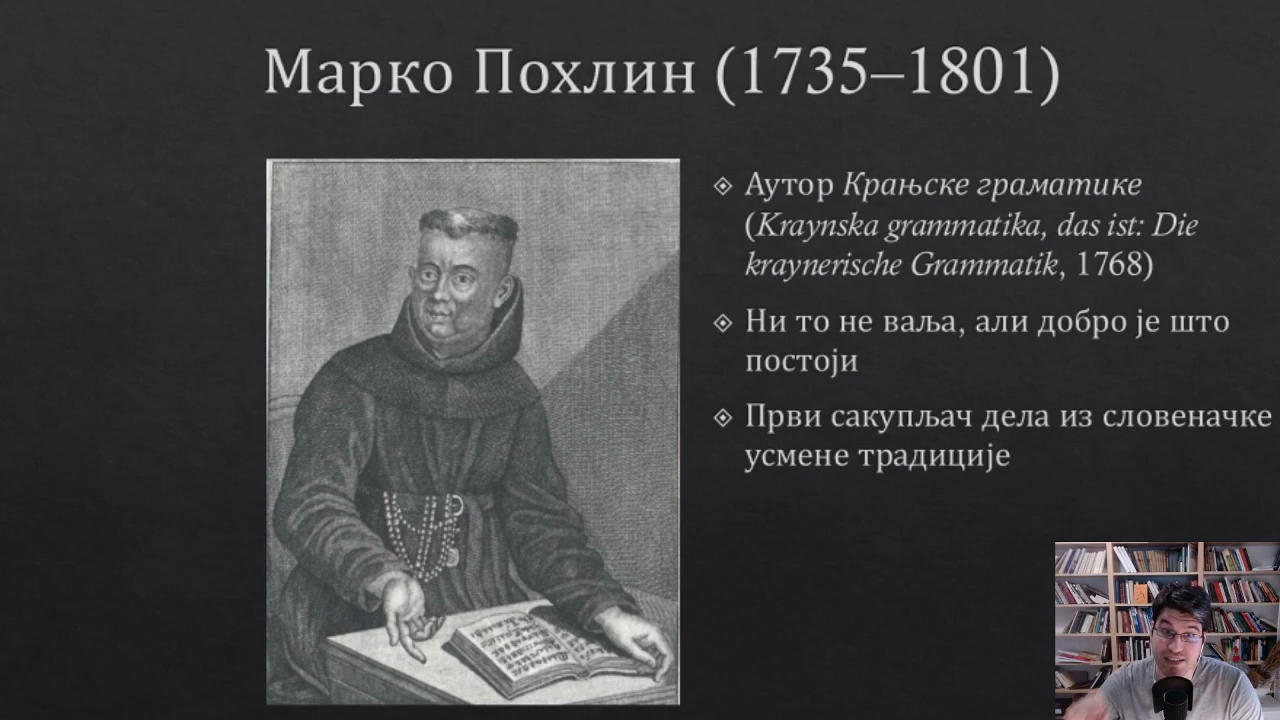 Марко Похлин (1735–1801)
Аутор Крањске граматике
(Kraynska grammatika, das ist: Die
kraynerische Grammatik, 1768)
Ни то не ваља, али добро је што
постоји
Први сакупљач дела из словеначке
усмене традиције